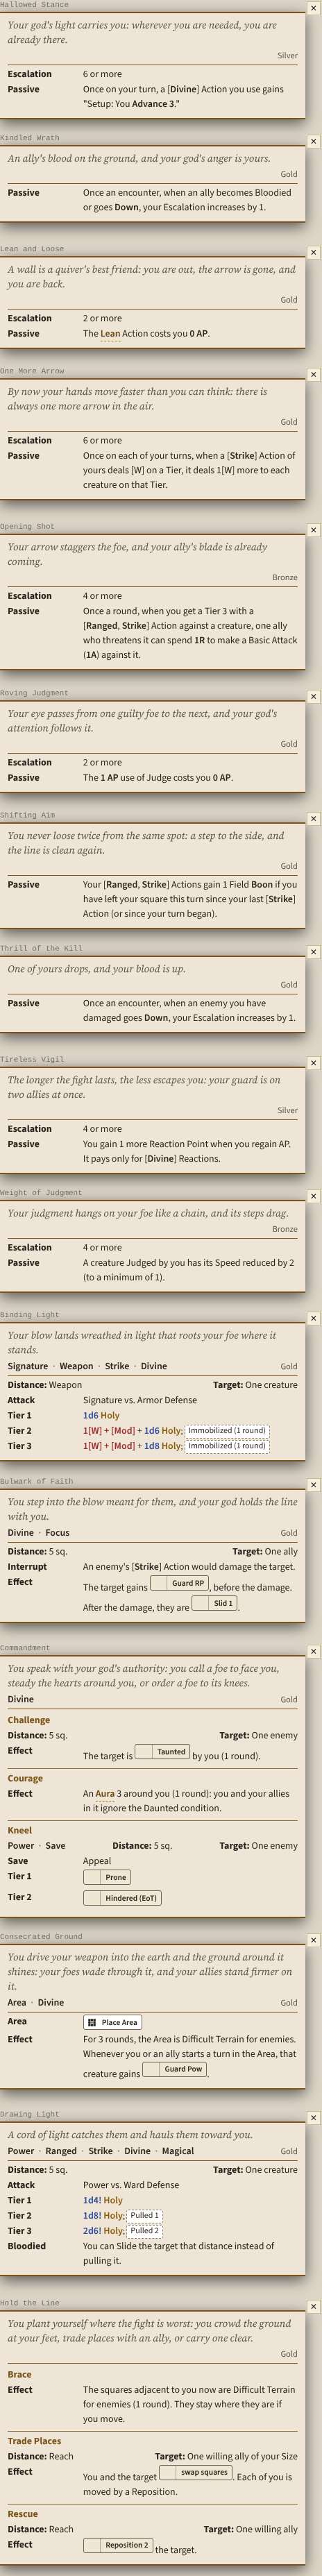 Hallowed Stance
Your god's light carries you: wherever you are needed, you are
already there.
Silver
Escalation 6 or more
Passive Once on your turn, a [Divine] Action you use gains
"Setup: You Advance 3."
Kindled Wrath
An ally's blood on the ground, and your god's anger is yours.
Gold
Passive Once an encounter, when an ally becomes Bloodied
or goes Down, your Escalation increases by 1.
Lean and Loose
A wall is a quiver's best friend: you are out, the arrow is gone, and
you are back.
Gold
Escalation 2 or more
Passive The Lean Action costs you 0 AP.
One More Arrow
By now your hands move faster than you can think: there is
always one more arrow in the air.
Gold
Escalation 6 or more
Passive Once on each of your turns, when a [Strike] Action of
yours deals [W] on a Tier, it deals 1[W] more to each
creature on that Tier.
Opening Shot
Your arrow staggers the foe, and your ally's blade is already
coming.
Bronze
Escalation 4 or more
Passive Once a round, when you get a Tier 3 with a
[Ranged, Strike] Action against a creature, one ally
who threatens it can spend 1R to make a Basic Attack
(1A) against it.
Roving Judgment
Your eye passes from one guilty foe to the next, and your god's
attention follows it.
Gold
Escalation 2 or more
Passive The 1 AP use of Judge costs you 0 AP.
Shifting Aim
You never loose twice from the same spot: a step to the side, and
the line is clean again.
Gold
Passive Your [Ranged, Strike] Actions gain 1 Field Boon if you
have left your square this turn since your last [Strike]
Action (or since your turn began).
Thrill of the Kill
One of yours drops, and your blood is up.
Gold
Passive Once an encounter, when an enemy you have
damaged goes Down, your Escalation increases by 1.
Tireless Vigil
The longer the fight lasts, the less escapes you: your guard is on
two allies at once.
Silver
Escalation 4 or more
Passive You gain 1 more Reaction Point when you regain AP.
It pays only for [Divine] Reactions.
Weight of Judgment
Your judgment hangs on your foe like a chain, and its steps drag.
Bronze
Escalation 4 or more
Passive A creature Judged by you has its Speed reduced by 2
(to a minimum of 1).
Binding Light
Your blow lands wreathed in light that roots your foe where it
stands.
Signature · Weapon · Strike · Divine Gold
Distance: Weapon Target: One creature
Attack Signature vs. Armor Defense
Tier 1 1d6 Holy
Tier 2 1[W] + [Mod] + 1d6 Holy; Immobilized (1 round)
Tier 3 1[W] + [Mod] + 1d8 Holy; Immobilized (1 round)
Bulwark of Faith
You step into the blow meant for them, and your god holds the line
with you.
Divine · Focus Gold
Distance: 5 sq. Target: One ally
Interrupt An enemy's [Strike] Action would damage the target.
Effect The target gains Guard RP, before the damage.
After the damage, they are Slid 1.
Commandment
You speak with your god's authority: you call a foe to face you,
steady the hearts around you, or order a foe to its knees.
Divine Gold
Challenge
Distance: 5 sq. Target: One enemy
Effect The target is Taunted by you (1 round).
Courage
Effect An Aura 3 around you (1 round): you and your allies
in it ignore the Daunted condition.
Kneel
Power · Save Distance: 5 sq. Target: One enemy
Save Appeal
Tier 1 Prone
Tier 2 Hindered (EoT)
Consecrated Ground
You drive your weapon into the earth and the ground around it
shines: your foes wade through it, and your allies stand firmer on
it.
Area · Divine Gold
Area Place Area
Effect For 3 rounds, the Area is Difficult Terrain for enemies.
Whenever you or an ally starts a turn in the Area, that
creature gains Guard Pow.
Drawing Light
A cord of light catches them and hauls them toward you.
Power · Ranged · Strike · Divine · Magical Gold
Distance: 5 sq. Target: One creature
Attack Power vs. Ward Defense
Tier 1 1d4! Holy
Tier 2 1d8! Holy; Pulled 1
Tier 3 2d6! Holy; Pulled 2
Bloodied You can Slide the target that distance instead of
pulling it.
Hold the Line
You plant yourself where the fight is worst: you crowd the ground
at your feet, trade places with an ally, or carry one clear.
Gold
Brace
Effect The squares adjacent to you now are Difficult Terrain
for enemies (1 round). They stay where they are if
you move.
Trade Places
Distance: Reach Target: One willing ally of your Size
Effect You and the target swap squares. Each of you is
moved by a Reposition.
Rescue
Distance: Reach Target: One willing ally
Effect Reposition 2 the target.